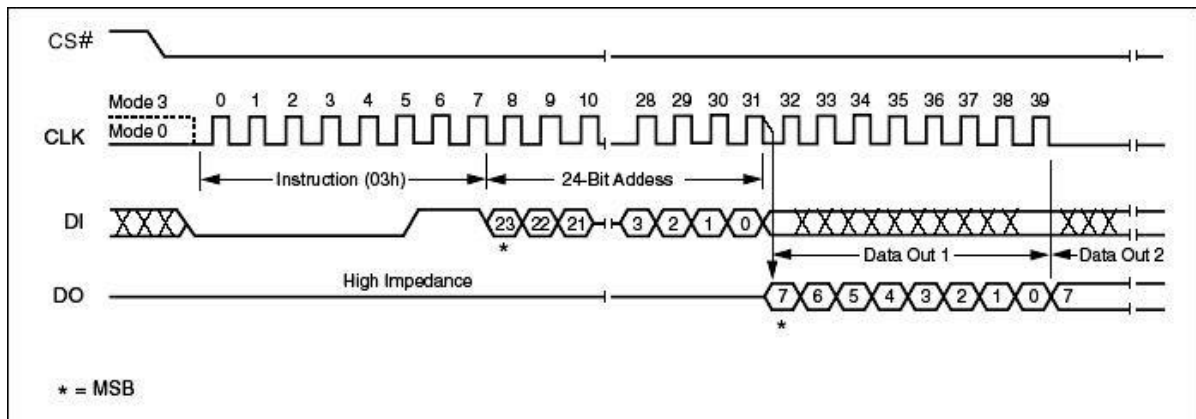 CS#
Mode 3
0 1 2 3 4 5 6 7 8 9 10 28 29 30 31 32 33 34 35 36 37 38 39
CLK
Mode 0
Instruction (03h) 24-Bit Addess
DI
23 22 21 3 2 1 0
*
Data Out 1 Data Out 2
High Impedance
DO
7 6 5 4 3 2 1 0 7
*
* = MSB